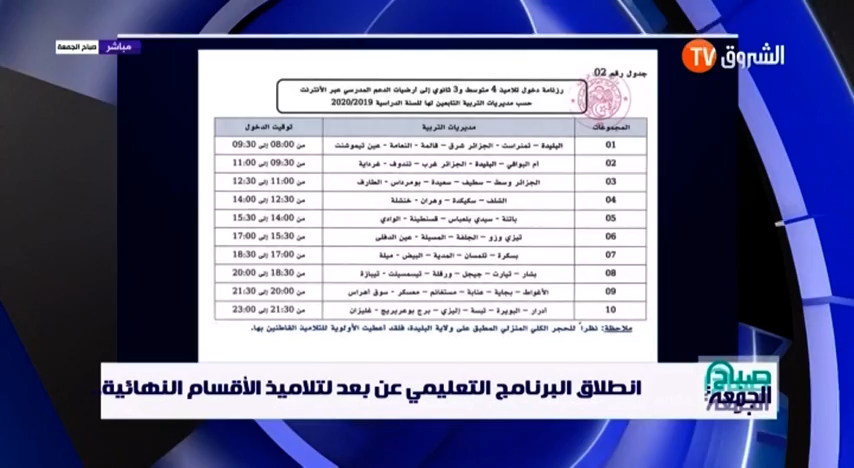 مباشر صباح الجمعة
الشروق TV
جدول رقم 02
رزنامة دخول تلاميذ 4 متوسط و3 ثانوي إلى أرضيات الدعم المدرسي عبر الأنترنت
حسب مديريات التربية التابعين لها للسنة الدراسية 2020/2019
المجموعات مديريات التربية توقيت الدخول
01 البليدة – تمنراست - الجزائر شرق – قالمة - النعامة - عين تيموشنت من 08:00 إلى 09:30
02 أم البواقي – البليدة - الجزائر غرب – تندوف - غرداية من 09:30 إلى 11:00
03 الجزائر وسط – سطيف – سعيدة – بومرداس - الطارف من 11:00 إلى 12:30
04 الشلف – سكيكدة – وهران - خنشلة من 12:30 إلى 14:00
05 باتنة - سيدي بلعباس - قسنطينة - الوادي من 14:00 إلى 15:30
06 تيزي وزو – الجلفة – المسيلة - عين الدفلى من 15:30 إلى 17:00
07 بسكرة – تلمسان - المدية - البيض - ميلة من 17:00 إلى 18:30
08 بشار – تيارت – جيجل – ورقلة – تيسمسيلت - تيبازة من 18:30 إلى 20:00
09 الأغواط – بجاية – عنابة – مستغانم – معسكر - سوق أهراس من 20:00 إلى 21:30
10 أدرار – البويرة – تبسة – إليزي – برج بوعريريج - غليزان من 21:30 إلى 23:00
ملاحظة: نظراً للحجر الكلي المنزلي المطبق على ولاية البليدة، فلقد أعطيت الأولوية للتلاميذ القاطنين بها.
صباح
الجمعة
انطلاق البرنامج التعليمي عن بعد لتلاميذ الأقسام النهائية.